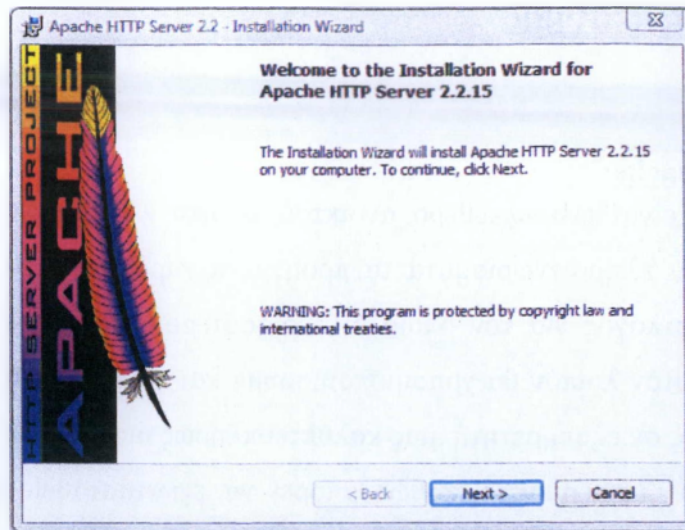 Apache HTTP Server 2.2 - Installation Wizard
HTTP SERVER PROJECT
APACHE
Welcome to the Installation Wizard for
Apache HTTP Server 2.2.15
The Installation Wizard will install Apache HTTP Server 2.2.15
on your computer. To continue, click Next.
WARNING: This program is protected by copyright law and
international treaties.
< Back
Next >
Cancel